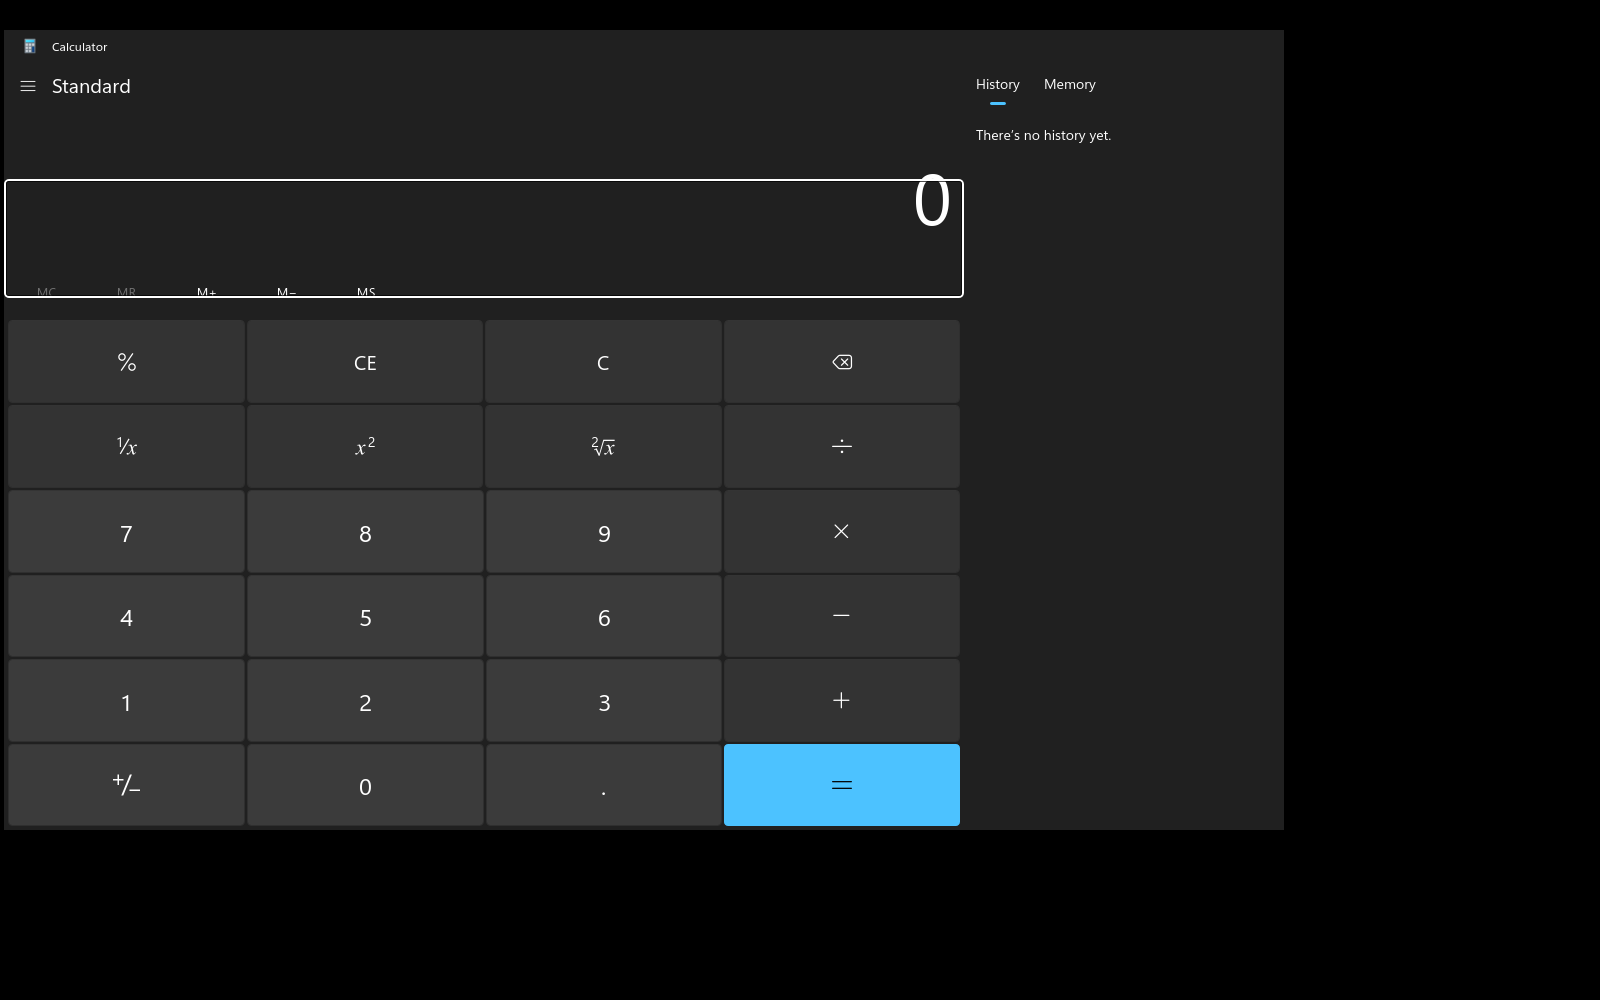 Calculator
Standard
History Memory
There's no history yet.
0
MC MR M+ M− MS
% CE C
¹/x x² ²√x ÷
7 8 9 ×
4 5 6 −
1 2 3 +
+/− 0 . =